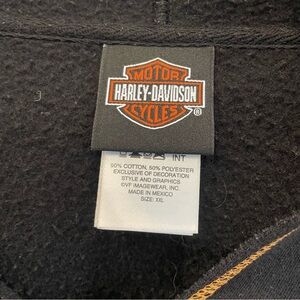 MOTOR
HARLEY-DAVIDSON
CYCLES
®
INT
50% COTTON, 50% POLYESTER
EXCLUSIVE OF DECORATION
STYLE AND GRAPHICS
©VF IMAGEWEAR, INC.
MADE IN MEXICO
SIZE: XXL